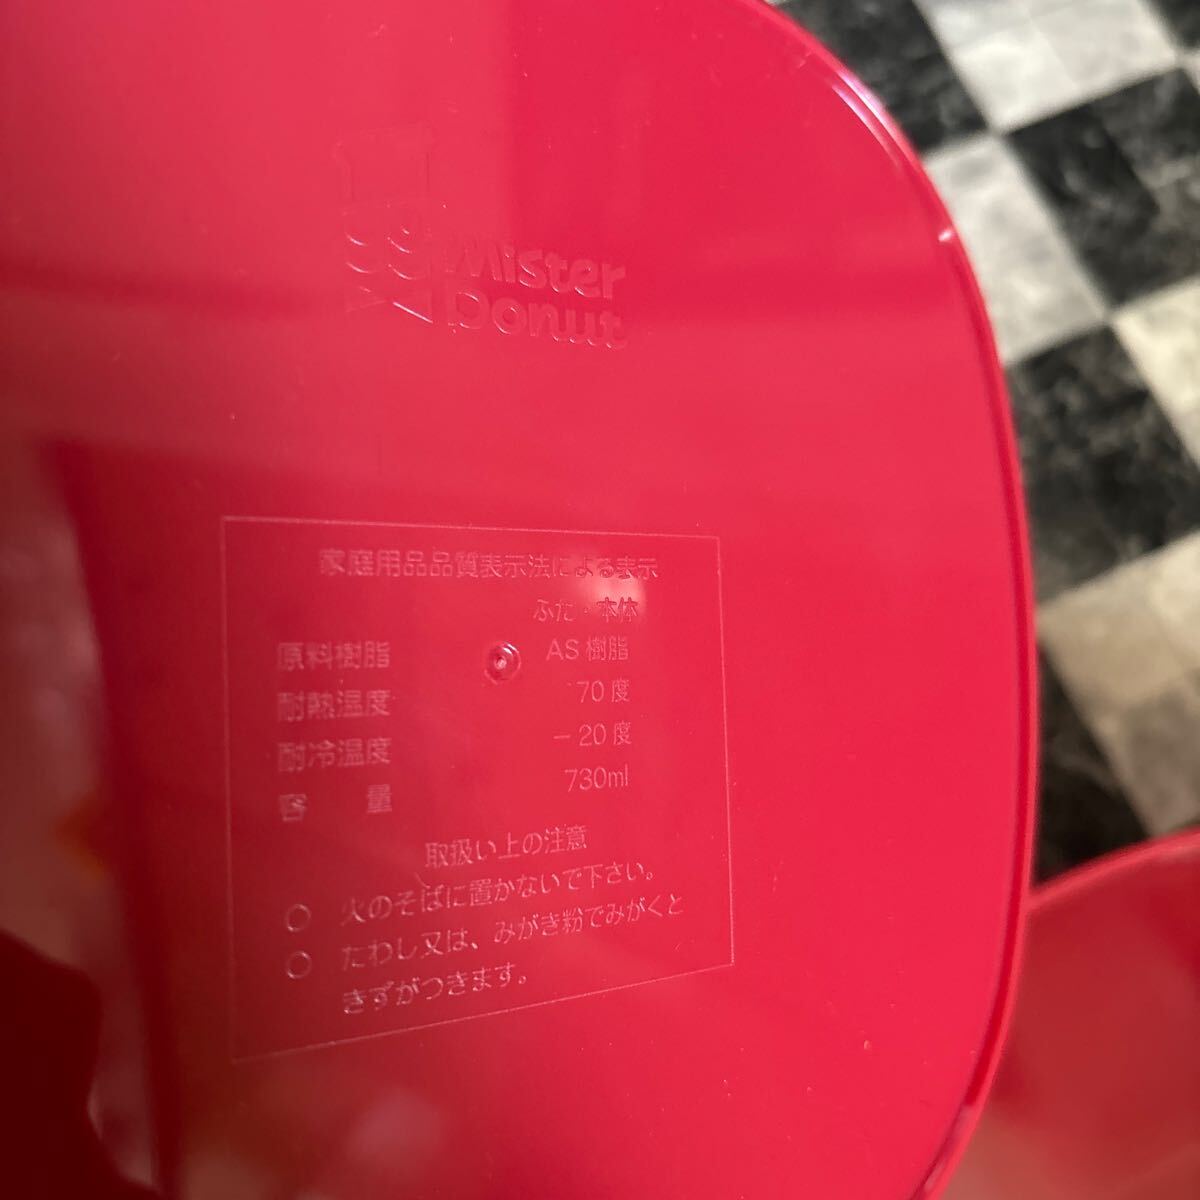 Mister
Donut
家庭用品品質表示法による表示
ふた・本体
原料樹脂 AS樹脂
耐熱温度 70度
耐冷温度 −20度
容 量 730ml
取扱い上の注意
○ 火のそばに置かないで下さい。
○ たわし又は、みがき粉でみがくと
きずがつきます。